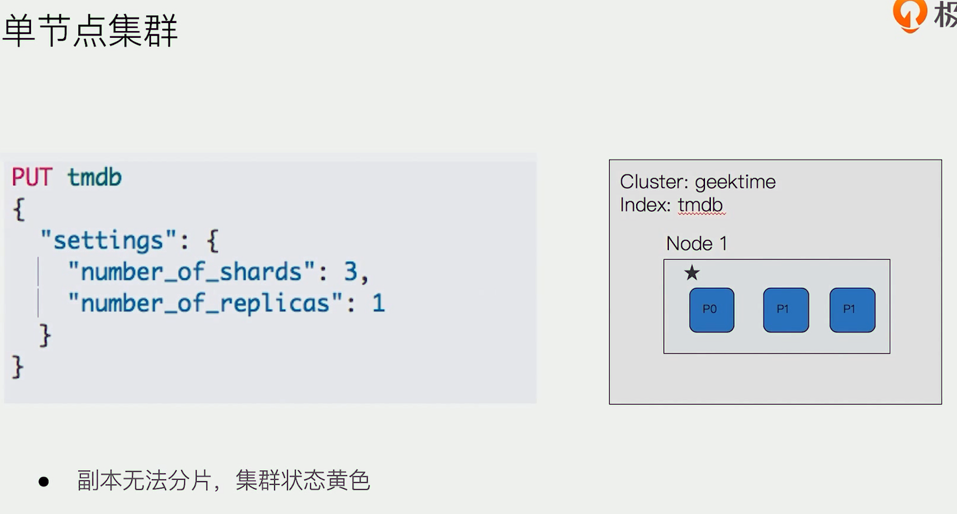 单节点集群
极
PUT tmdb
{
"settings": {
"number_of_shards": 3,
"number_of_replicas": 1
}
}
Cluster: geektime
Index: tmdb
Node 1
P0 P1 P1
副本无法分片，集群状态黄色